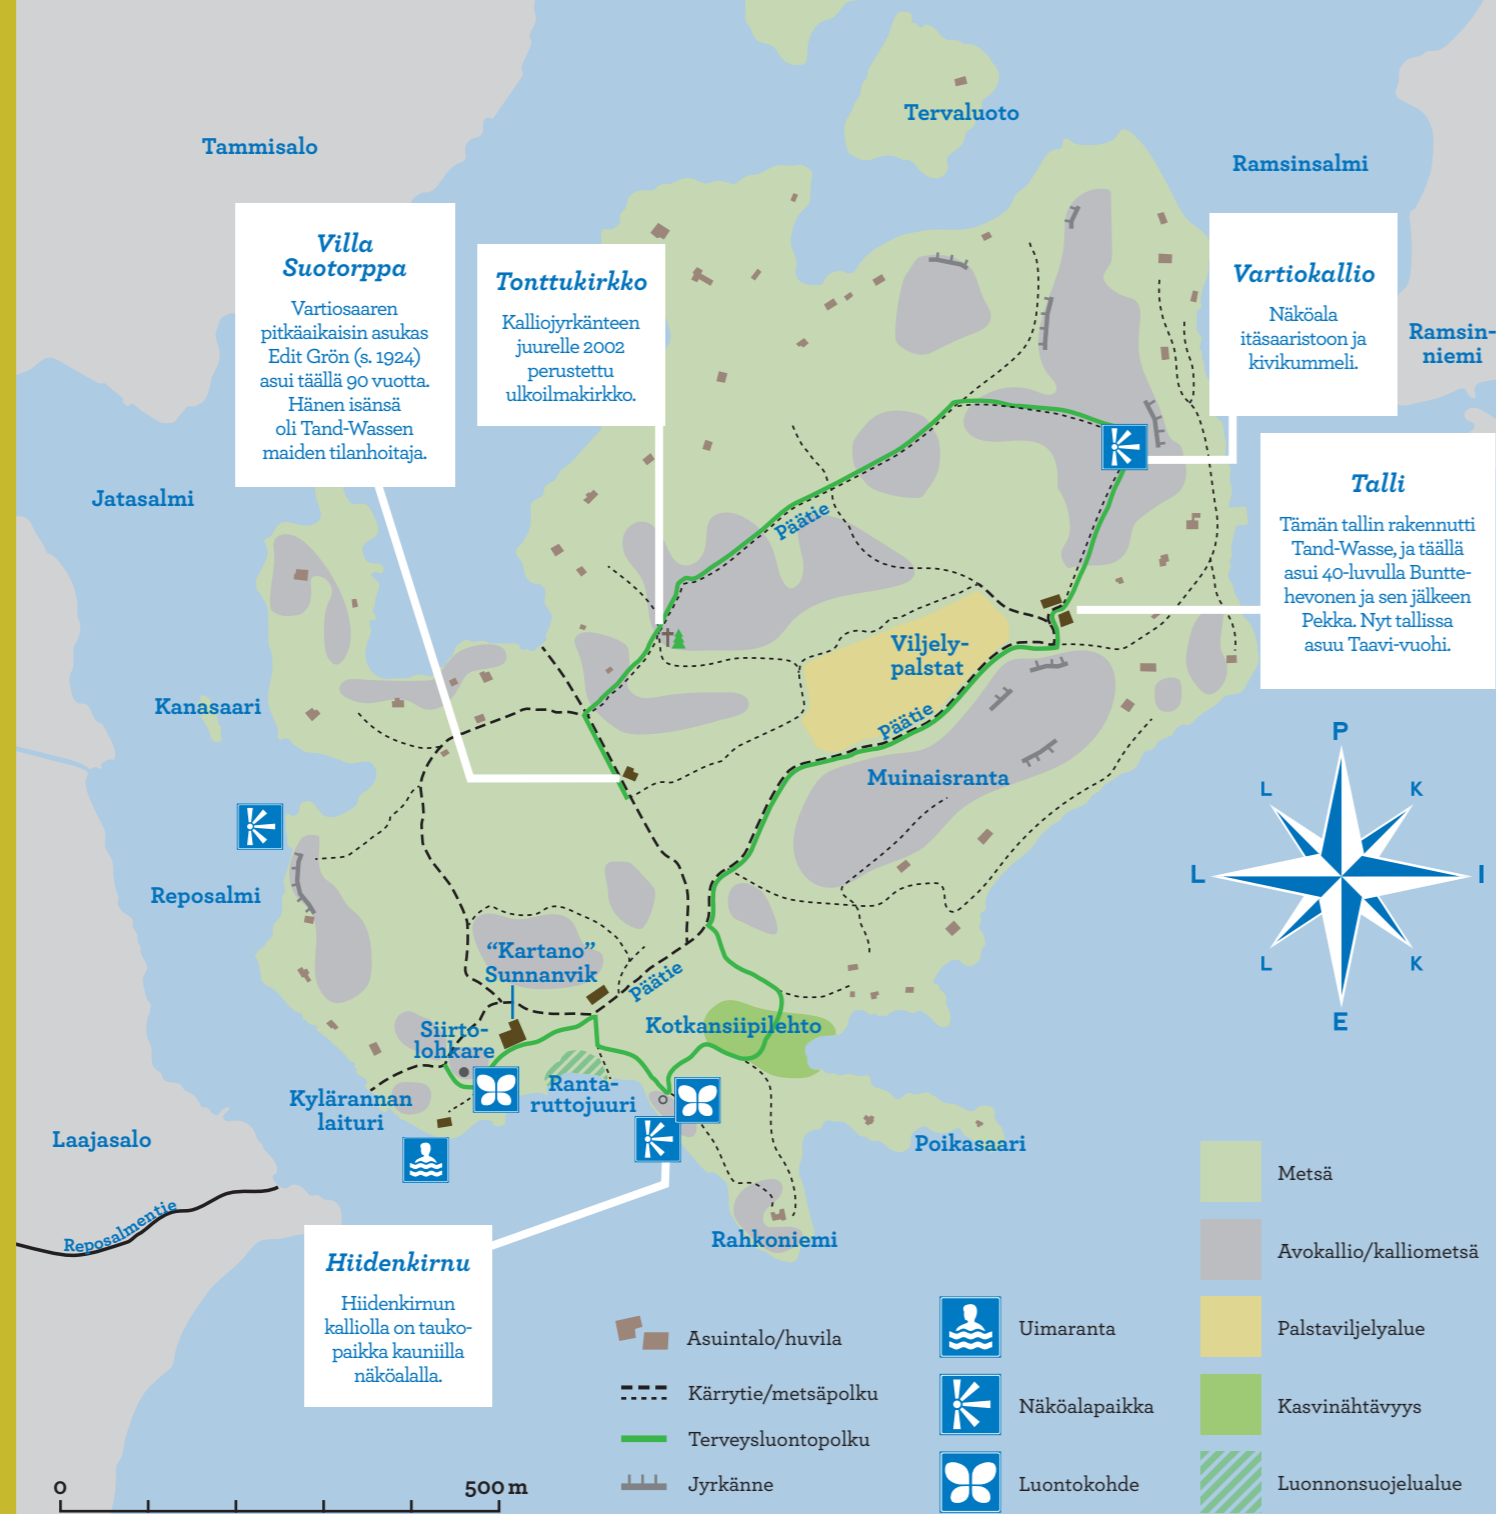 Tervaluoto
Tammisalo
Ramsinsalmi
Villa
Suotorppa
Vartiosaaren
pitkäaikaisin asukas
Edit Grön (s. 1924)
asui täällä 90 vuotta.
Hänen isänsä
oli Tand-Wassen
maiden tilanhoitaja.
Tonttukirkko
Kalliojyrkänteen
juurelle 2002
perustettu
ulkoilmakirkko.
Vartiokallio
Näköala
itäsaaristoon ja
kivikummeli.
Ramsin-
niemi
Talli
Tämän tallin rakennutti
Tand-Wasse, ja täällä
asui 40-luvulla Buntte-
hevonen ja sen jälkeen
Pekka. Nyt tallissa
asuu Taavi-vuohi.
Jatasalmi
Päätie
Viljely-
palstat
Kanasaari
Päätie
Muinaisranta
P
L
K
L
I
L
K
E
Reposalmi
"Kartano"
Sunnanvik
Päätie
Siirto-
lohkare
Kotkansiipilehto
Kylärannan
laituri
Ranta-
ruttojuuri
Laajasalo
Poikasaari
Reposalmentie
Rahkoniemi
Hiidenkirnu
Hiidenkirnun
kalliolla on tauko-
paikka kauniilla
näköalalla.
Asuintalo/huvila
Kärrytie/metsäpolku
Terveysluontopolku
Jyrkänne
Uimaranta
Näköalapaikka
Luontokohde
Metsä
Avokallio/kalliometsä
Palstaviljelyalue
Kasvinähtävyys
Luonnonsuojelualue
0
500 m